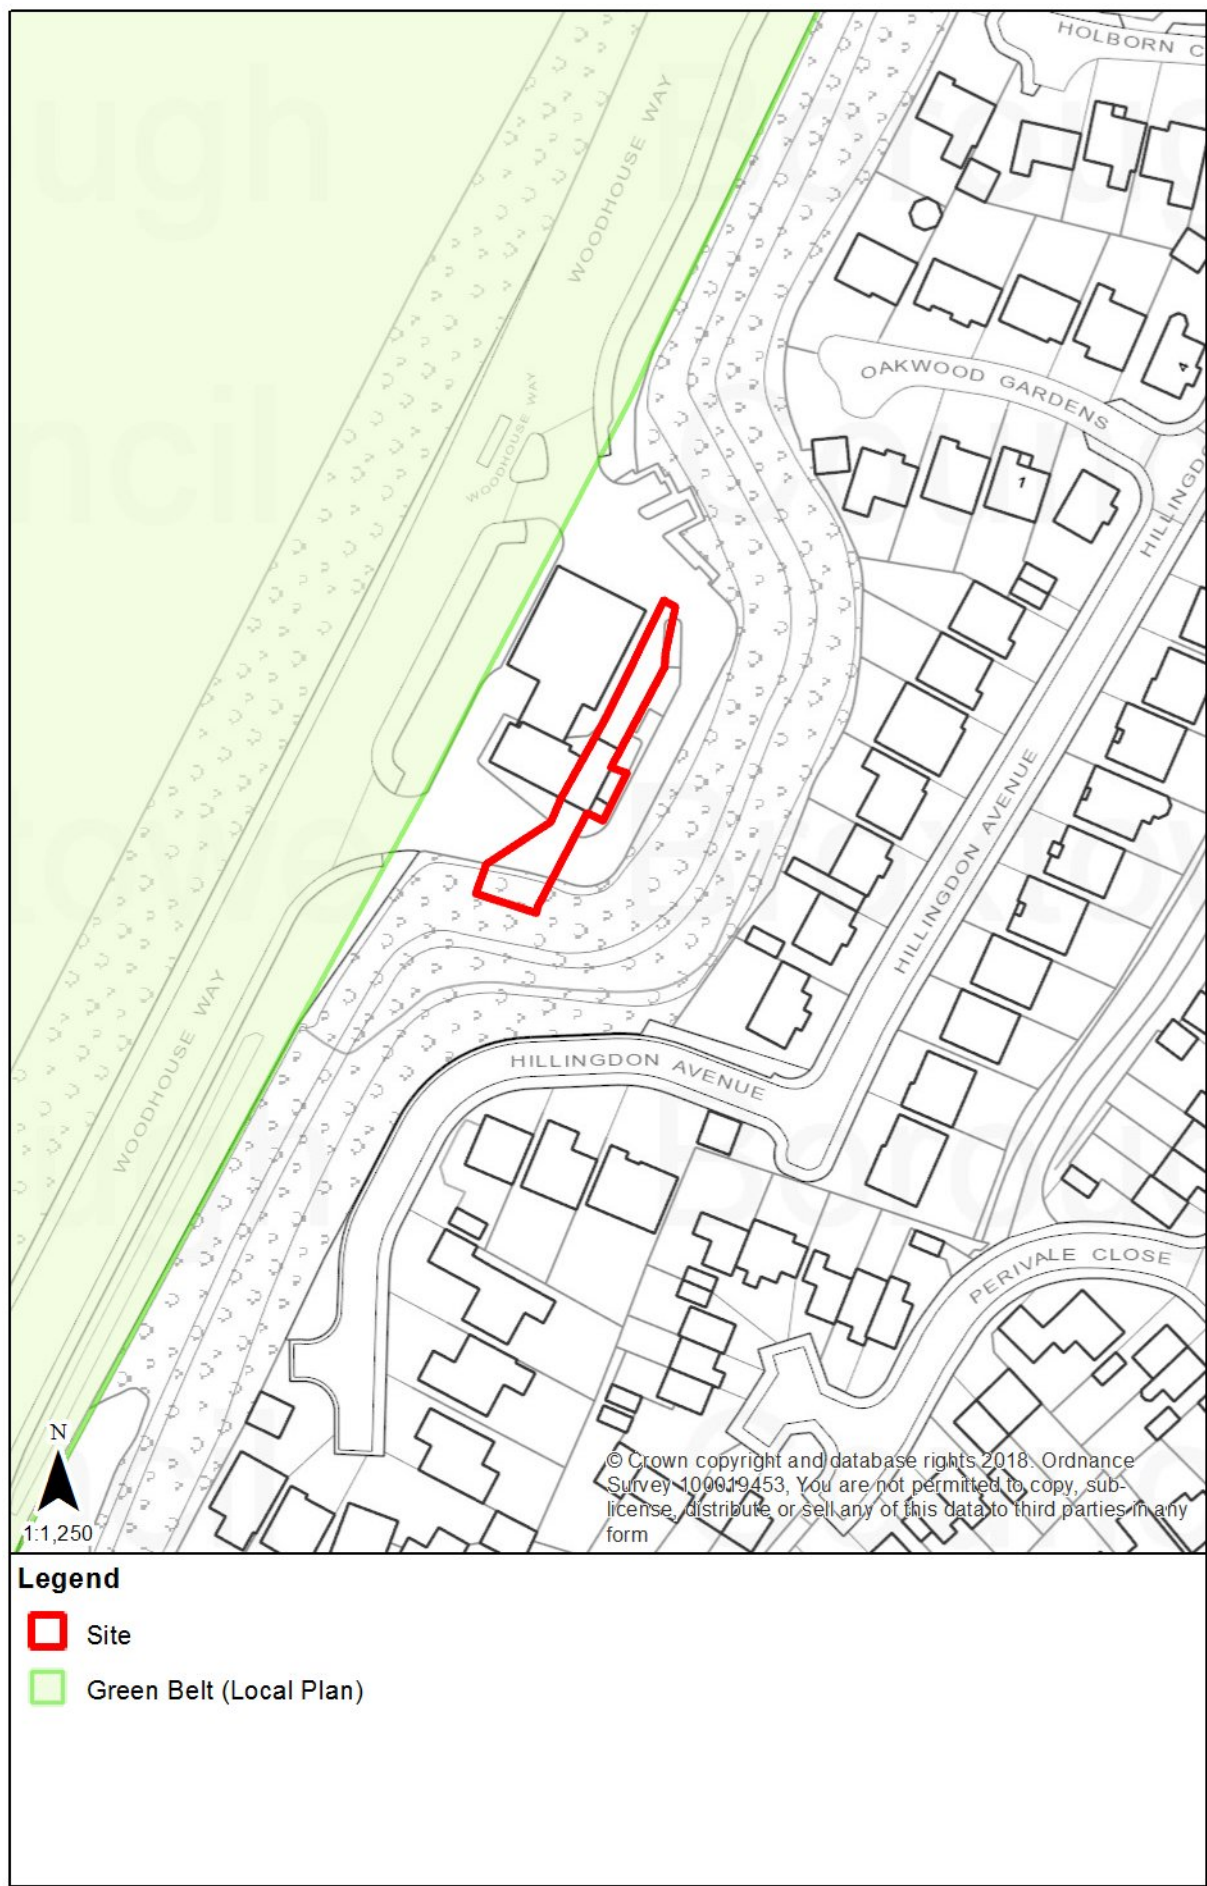 HOLBORN C
WOODHOUSE WAY
OAKWOOD GARDENS
4
WOODHOUSE WAY
1
HILLINGDO
HILLINGDON AVENUE
WOODHOUSE WAY
HILLINGDON AVENUE
PERIVALE CLOSE
N
1:1,250
© Crown copyright and database rights 2018. Ordnance
Survey 100019453, You are not permitted to copy, sub-
license, distribute or sell any of this data to third parties in any
form
Legend
Site
Green Belt (Local Plan)